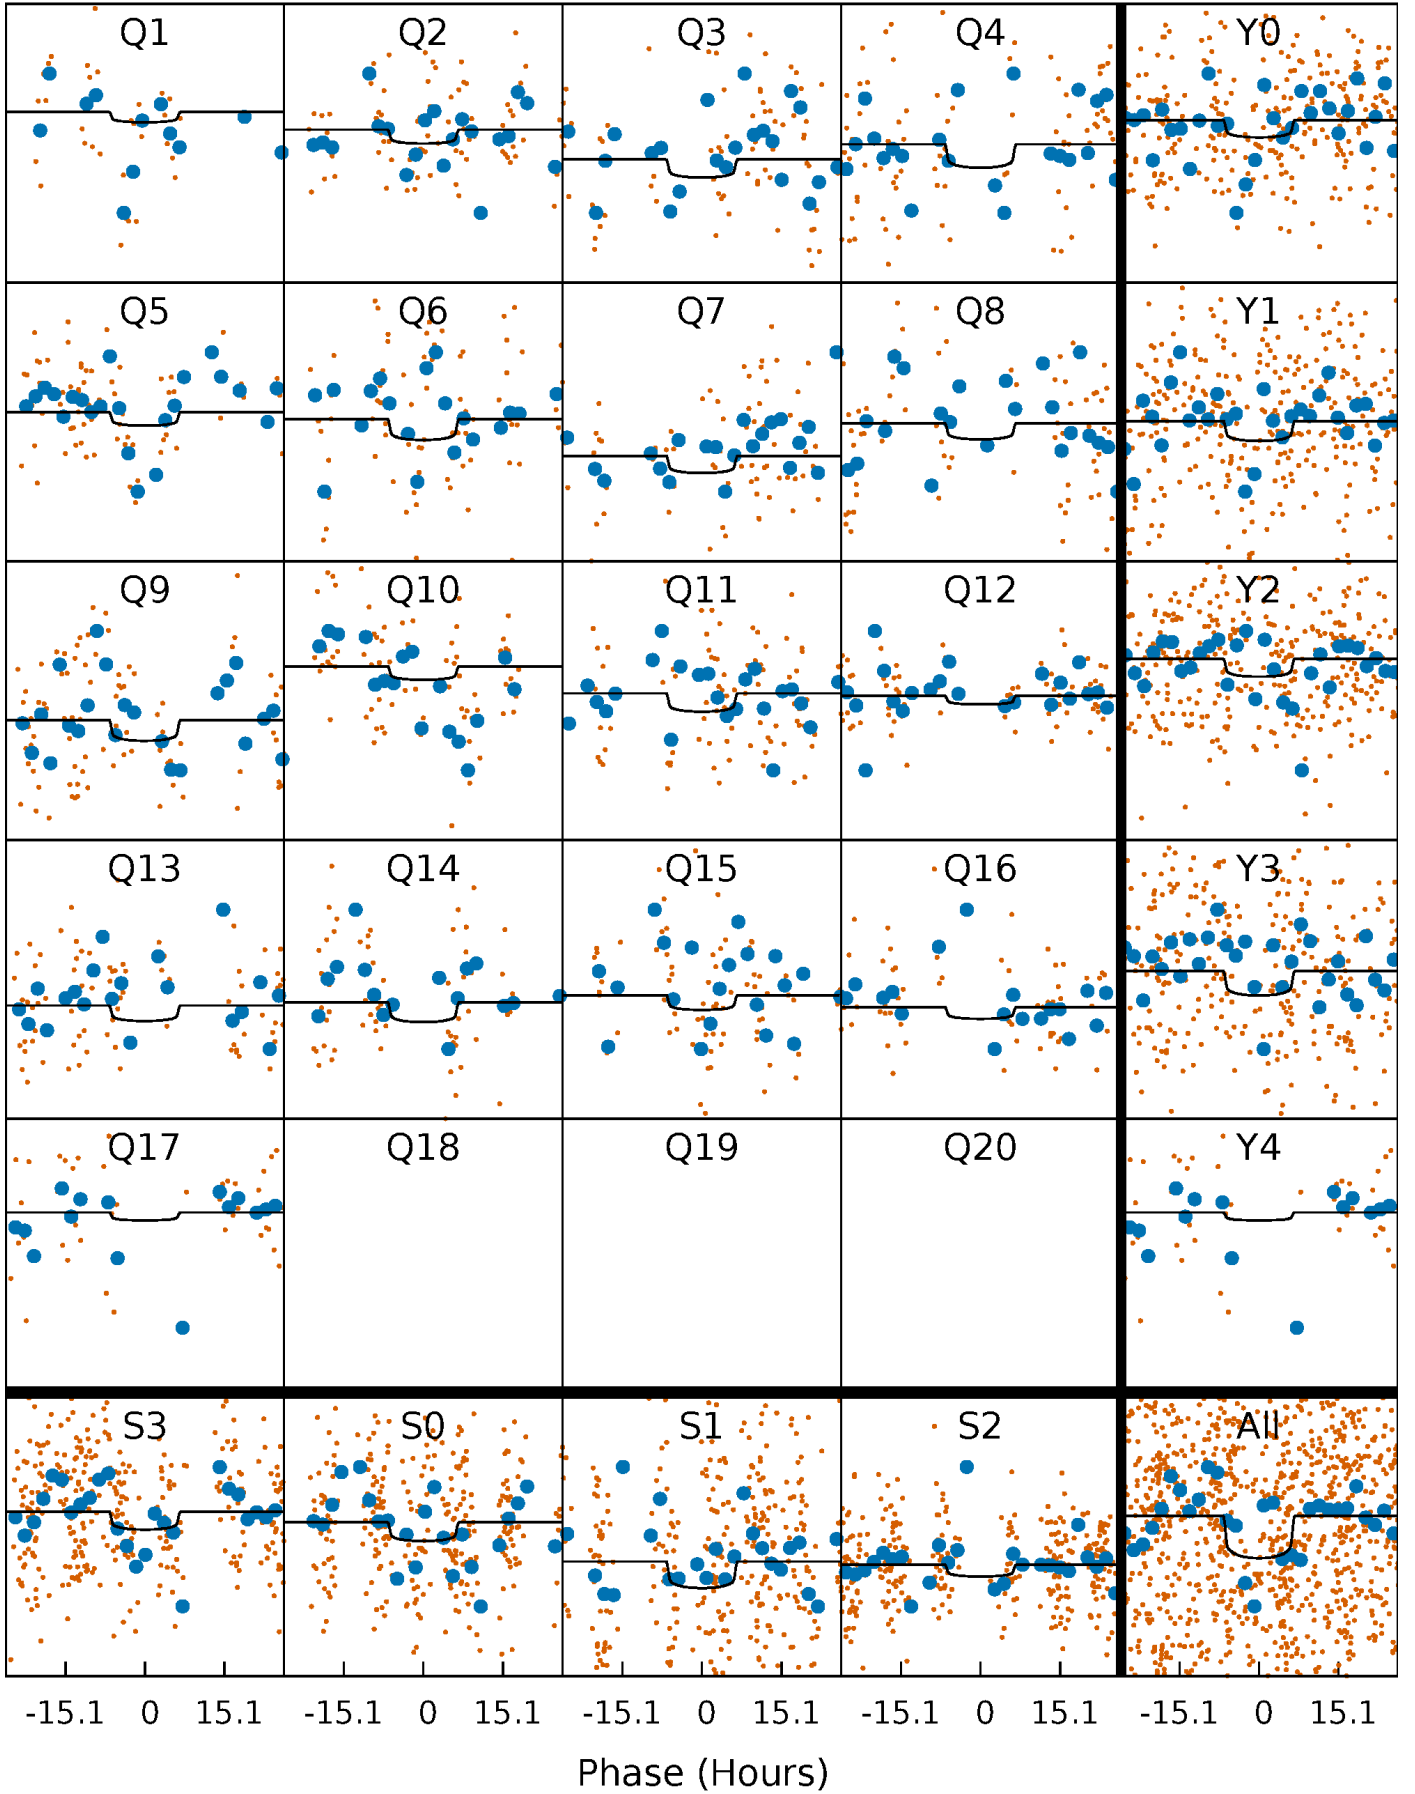 Q1 Q2 Q3 Q4 Y0
Q5 Q6 Q7 Q8 Y1
Q9 Q10 Q11 Q12 Y2
Q13 Q14 Q15 Q16 Y3
Q17 Q18 Q19 Q20 Y4
S3 S0 S1 S2 All
-15.1 0 15.1 -15.1 0 15.1 -15.1 0 15.1 -15.1 0 15.1 -15.1 0 15.1
Phase (Hours)